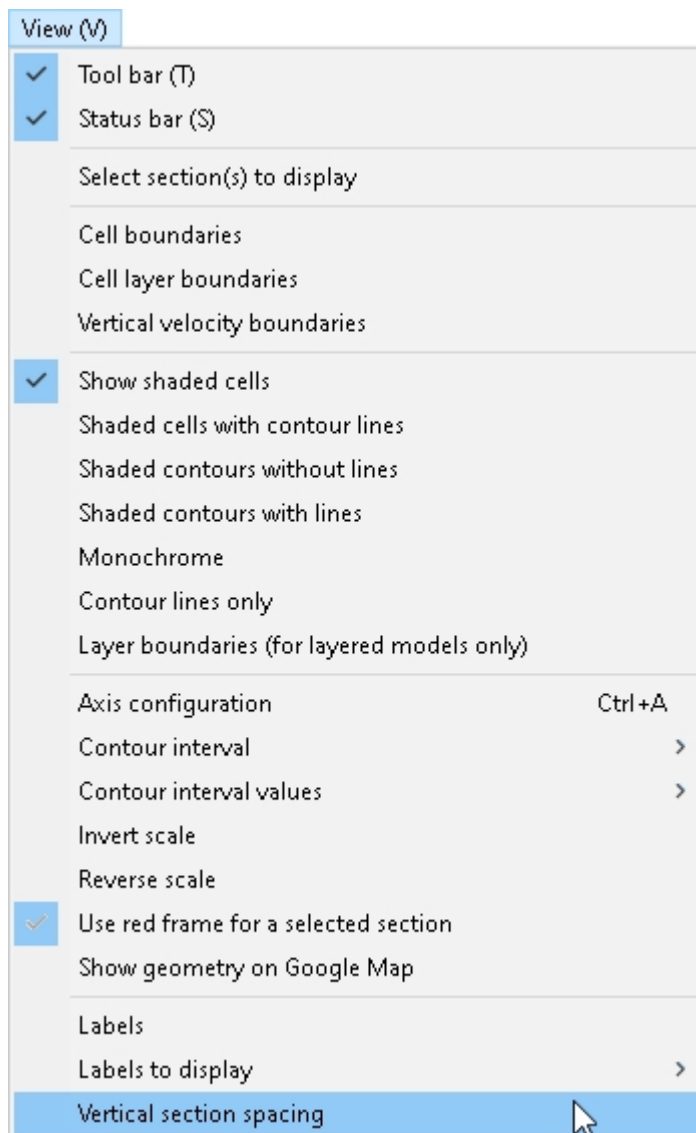 View (V)
Tool bar (T)
Status bar (S)
Select section(s) to display
Cell boundaries
Cell layer boundaries
Vertical velocity boundaries
Show shaded cells
Shaded cells with contour lines
Shaded contours without lines
Shaded contours with lines
Monochrome
Contour lines only
Layer boundaries (for layered models only)
Axis configuration Ctrl+A
Contour interval
Contour interval values
Invert scale
Reverse scale
Use red frame for a selected section
Show geometry on Google Map
Labels
Labels to display
Vertical section spacing